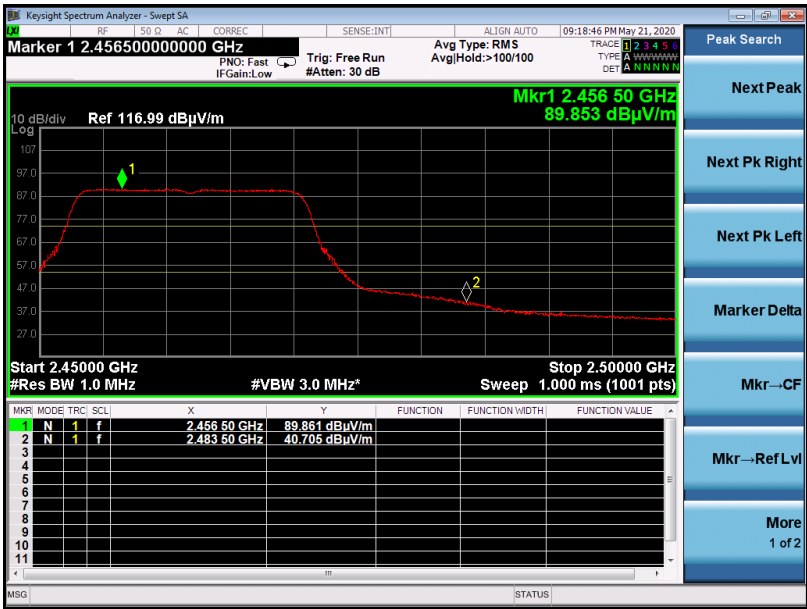 Keysight Spectrum Analyzer - Swept SA
LXI RF 50 Ω AC CORREC SENSE:INT ALIGN AUTO 09:18:46 PM May 21, 2020
Marker 1 2.456500000000 GHz
PNO: Fast
IFGain:Low
Trig: Free Run
#Atten: 30 dB
Avg Type: RMS
Avg|Hold:>100/100
TRACE 1 2 3 4 5 6
TYPE A WWWWW
DET A N N N N N
Mkr1 2.456 50 GHz
89.853 dBµV/m
10 dB/div
Log
Ref 116.99 dBµV/m
107
97.0
87.0
77.0
67.0
57.0
47.0
37.0
27.0
1
2
Start 2.45000 GHz
Stop 2.50000 GHz
#Res BW 1.0 MHz
#VBW 3.0 MHz*
Sweep 1.000 ms (1001 pts)
MKR MODE TRC SCL X Y FUNCTION FUNCTION WIDTH FUNCTION VALUE
1 N 1 f 2.456 50 GHz 89.861 dBµV/m
2 N 1 f 2.483 50 GHz 40.705 dBµV/m
3
4
5
6
7
8
9
10
11
MSG
STATUS
Peak Search
Next Peak
Next Pk Right
Next Pk Left
Marker Delta
Mkr→CF
Mkr→Ref Lvl
More
1 of 2